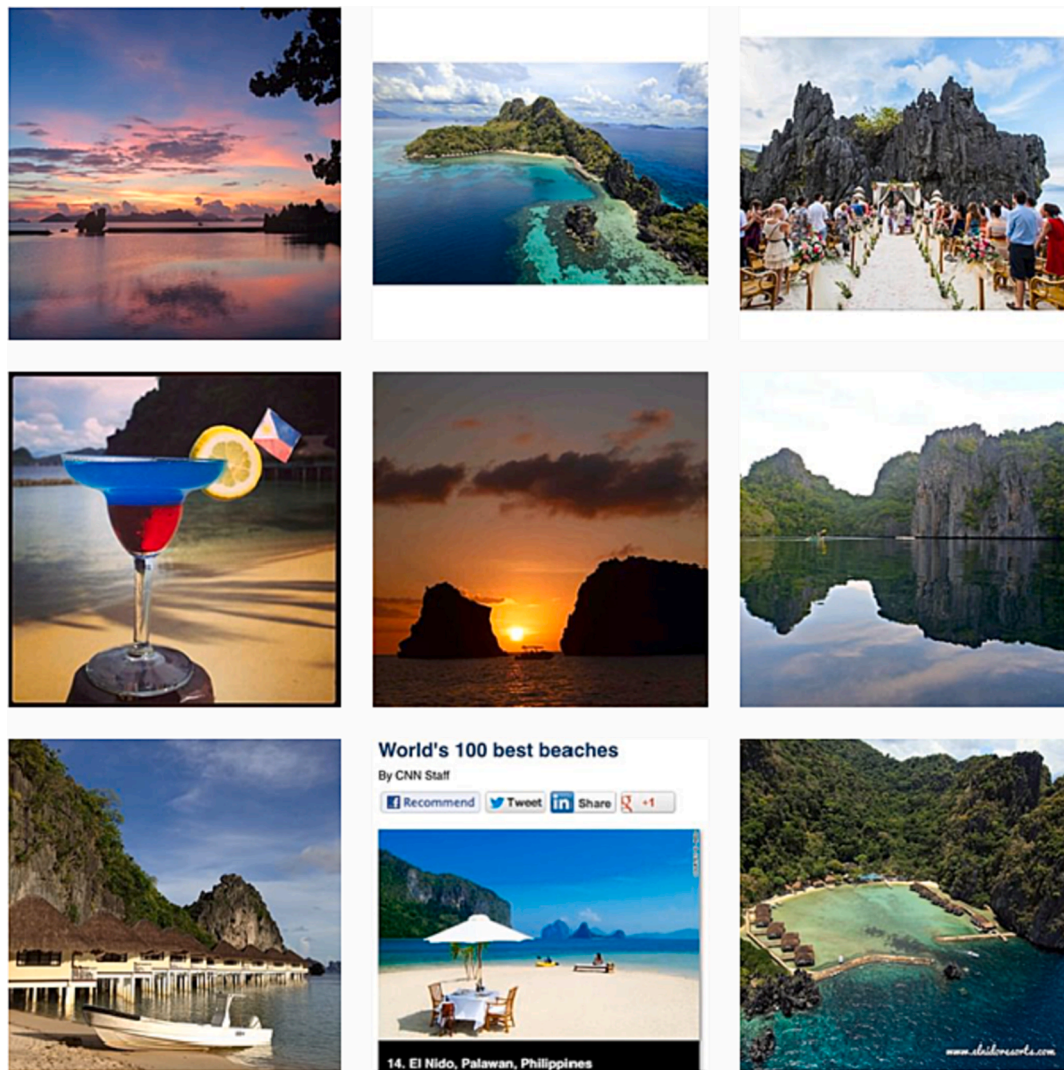 World's 100 best beaches
By CNN Staff
Recommend
Tweet
Share
+1
14. El Nido, Palawan, Philippines
www.elnidoresorts.com